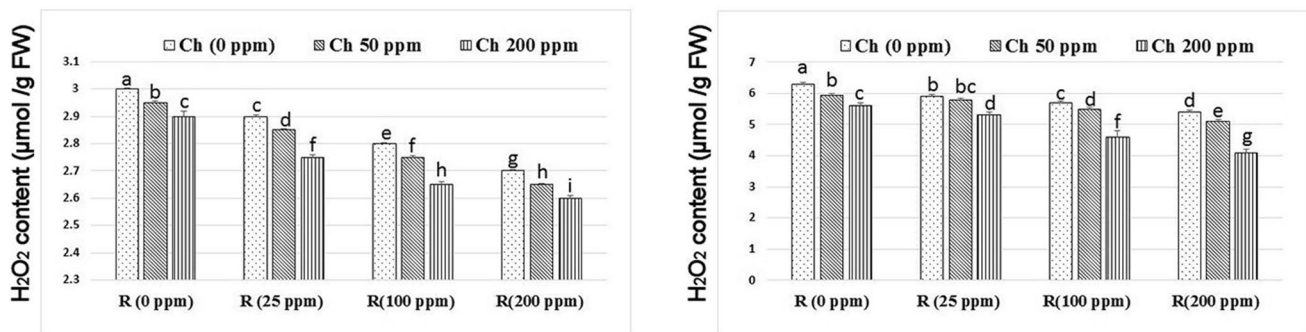 Ch (0 ppm) Ch 50 ppm Ch 200 ppm
H₂O₂ content (μmol /g FW)
3.1
3
2.9
2.8
2.7
2.6
2.5
2.4
2.3
a b c c d f e f h g h i
R (0 ppm) R (25 ppm) R(100 ppm) R(200 ppm)
Ch (0 ppm) Ch 50 ppm Ch 200 ppm
H₂O₂ content (μmol /g FW)
7
6
5
4
3
2
1
0
a b c b bc d c d f d e g
R (0 ppm) R (25 ppm) R(100 ppm) R(200 ppm)